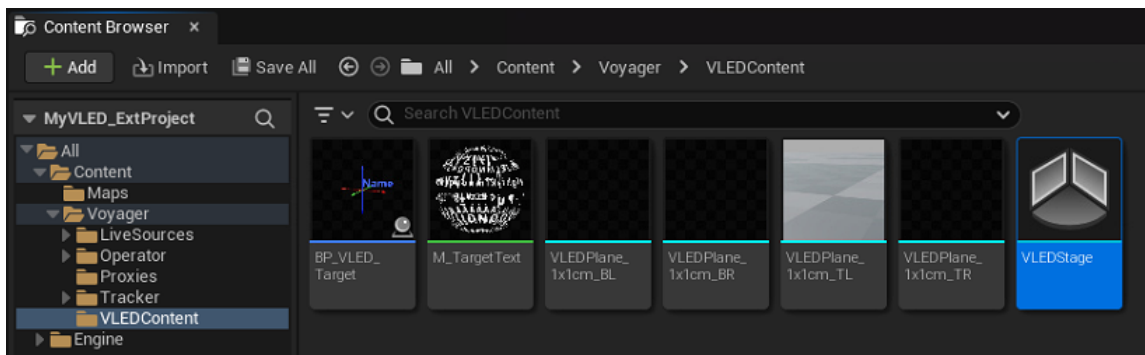 Content Browser ×
+ Add Import Save All All > Content > Voyager > VLEDContent
MyVLED_ExtProject
Search VLEDContent
All
Content
Maps
Voyager
LiveSources
Operator
Proxies
Tracker
VLEDContent
Engine
Name
BP_VLED_
Target
M_TargetText
VLEDPlane_
1x1cm_BL
VLEDPlane_
1x1cm_BR
VLEDPlane_
1x1cm_TL
VLEDPlane_
1x1cm_TR
VLEDStage